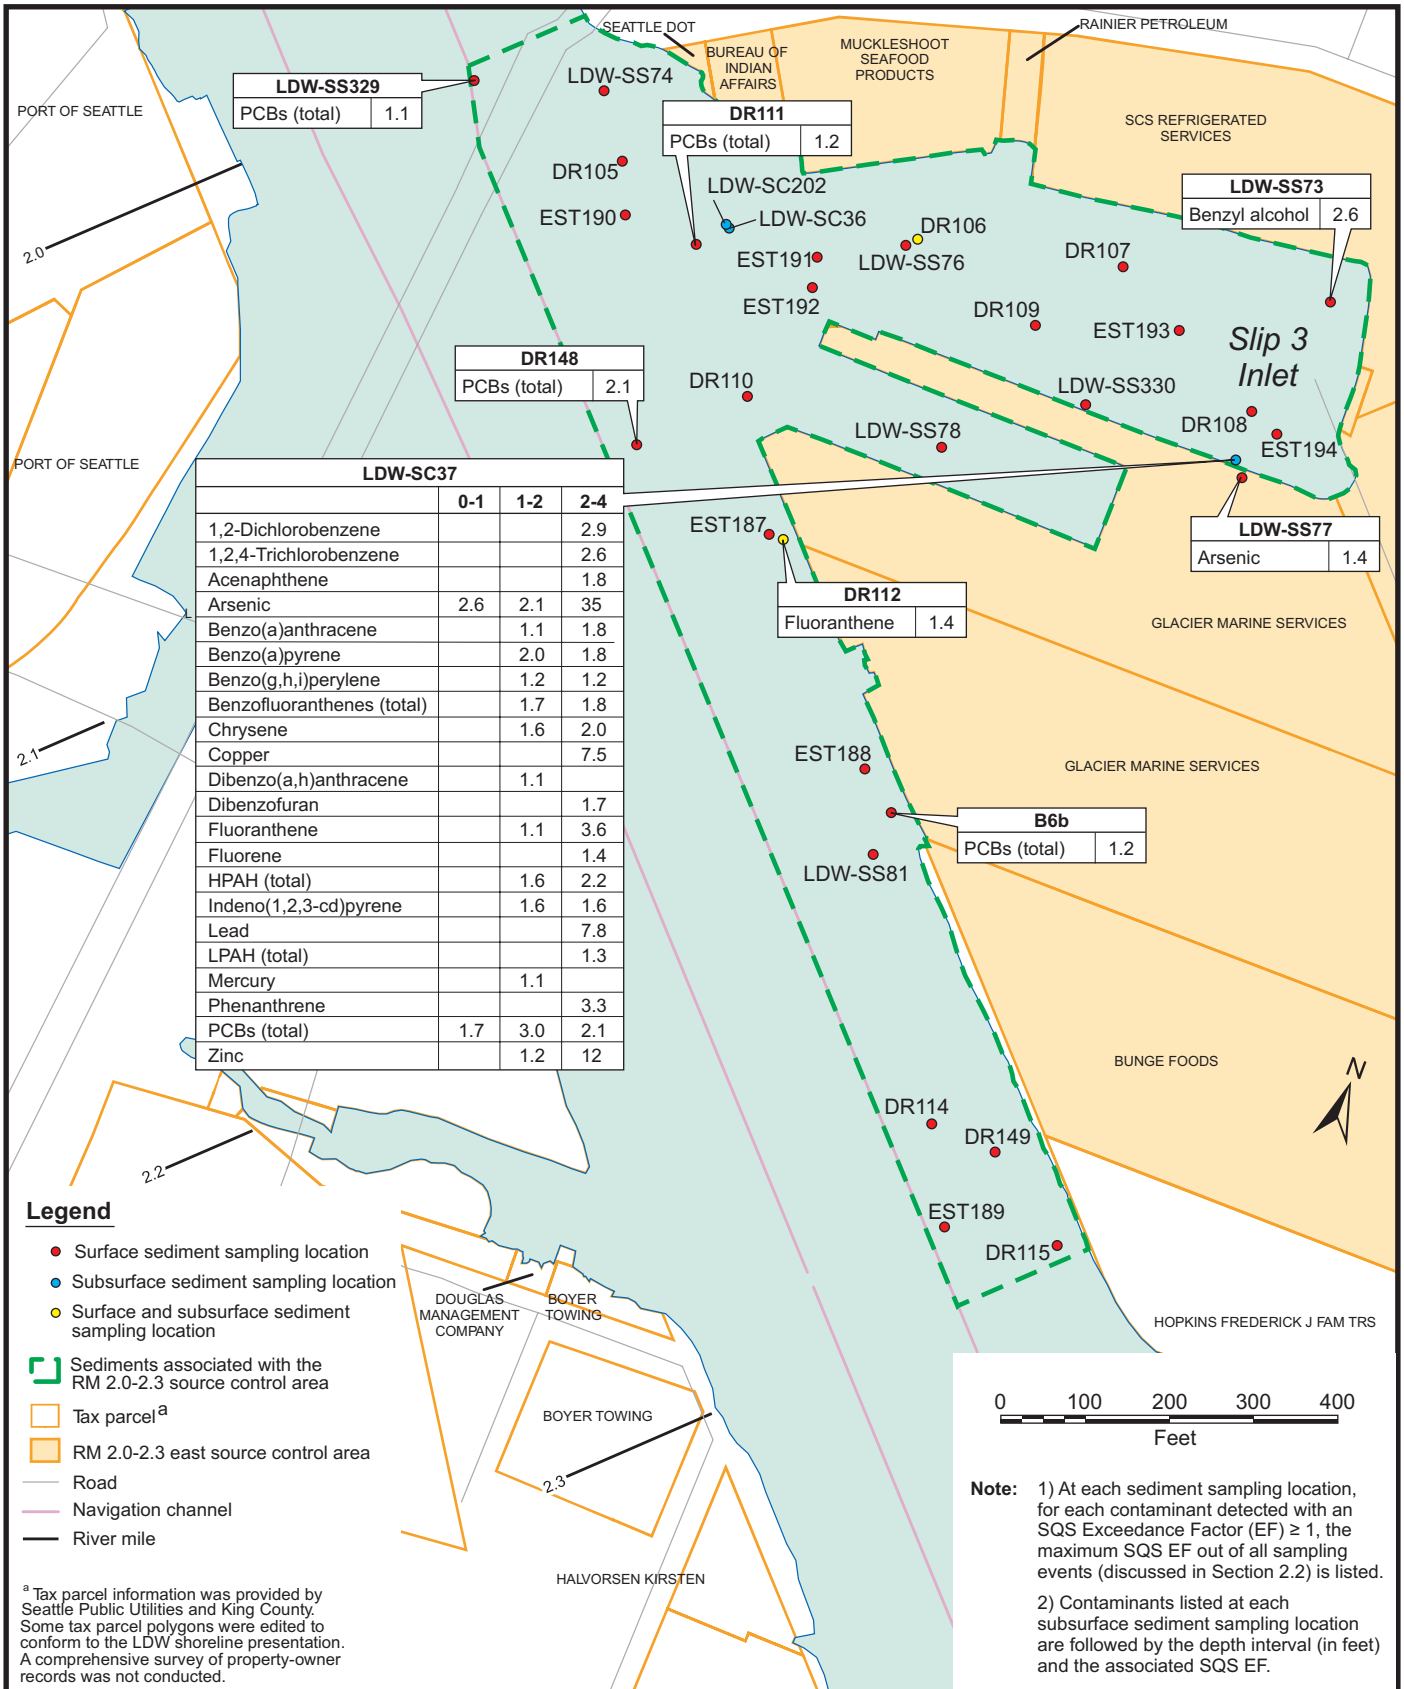 SEATTLE DOT
RAINIER PETROLEUM
BUREAU OF
INDIAN
AFFAIRS
MUCKLESHOOT
SEAFOOD
PRODUCTS
SCS REFRIGERATED
SERVICES
PORT OF SEATTLE
LDW-SS329
PCBs (total) 1.1
LDW-SS74
DR111
PCBs (total) 1.2
DR105
LDW-SC202
EST190
LDW-SC36
LDW-SS73
Benzyl alcohol 2.6
2.0
EST191
DR106
LDW-SS76
DR107
EST192
DR109
EST193
Slip 3
Inlet
DR148
PCBs (total) 2.1
DR110
LDW-SS330
LDW-SS78
DR108
EST194
PORT OF SEATTLE
LDW-SC37
0-1 1-2 2-4
1,2-Dichlorobenzene 2.9
1,2,4-Trichlorobenzene 2.6
Acenaphthene 1.8
Arsenic 2.6 2.1 35
Benzo(a)anthracene 1.1 1.8
Benzo(a)pyrene 2.0 1.8
Benzo(g,h,i)perylene 1.2 1.2
Benzofluoranthenes (total) 1.7 1.8
Chrysene 1.6 2.0
Copper 7.5
Dibenzo(a,h)anthracene 1.1
Dibenzofuran 1.7
Fluoranthene 1.1 3.6
Fluorene 1.4
HPAH (total) 1.6 2.2
Indeno(1,2,3-cd)pyrene 1.6 1.6
Lead 7.8
LPAH (total) 1.3
Mercury 1.1
Phenanthrene 3.3
PCBs (total) 1.7 3.0 2.1
Zinc 1.2 12
EST187
LDW-SS77
Arsenic 1.4
DR112
Fluoranthene 1.4
GLACIER MARINE SERVICES
2.1
EST188
GLACIER MARINE SERVICES
B6b
PCBs (total) 1.2
LDW-SS81
BUNGE FOODS
N
DR114
DR149
2.2
EST189
DR115
Legend
Surface sediment sampling location
Subsurface sediment sampling location
Surface and subsurface sediment
sampling location
Sediments associated with the
RM 2.0-2.3 source control area
Tax parcel a
RM 2.0-2.3 east source control area
Road
Navigation channel
River mile
a Tax parcel information was provided by
Seattle Public Utilities and King County.
Some tax parcel polygons were edited to
conform to the LDW shoreline presentation.
A comprehensive survey of property-owner
records was not conducted.
DOUGLAS
MANAGEMENT
COMPANY
BOYER
TOWING
BOYER TOWING
2.3
HALVORSEN KIRSTEN
HOPKINS FREDERICK J FAM TRS
0 100 200 300 400
Feet
Note: 1) At each sediment sampling location,
for each contaminant detected with an
SQS Exceedance Factor (EF) ≥ 1, the
maximum SQS EF out of all sampling
events (discussed in Section 2.2) is listed.
2) Contaminants listed at each
subsurface sediment sampling location
are followed by the depth interval (in feet)
and the associated SQS EF.